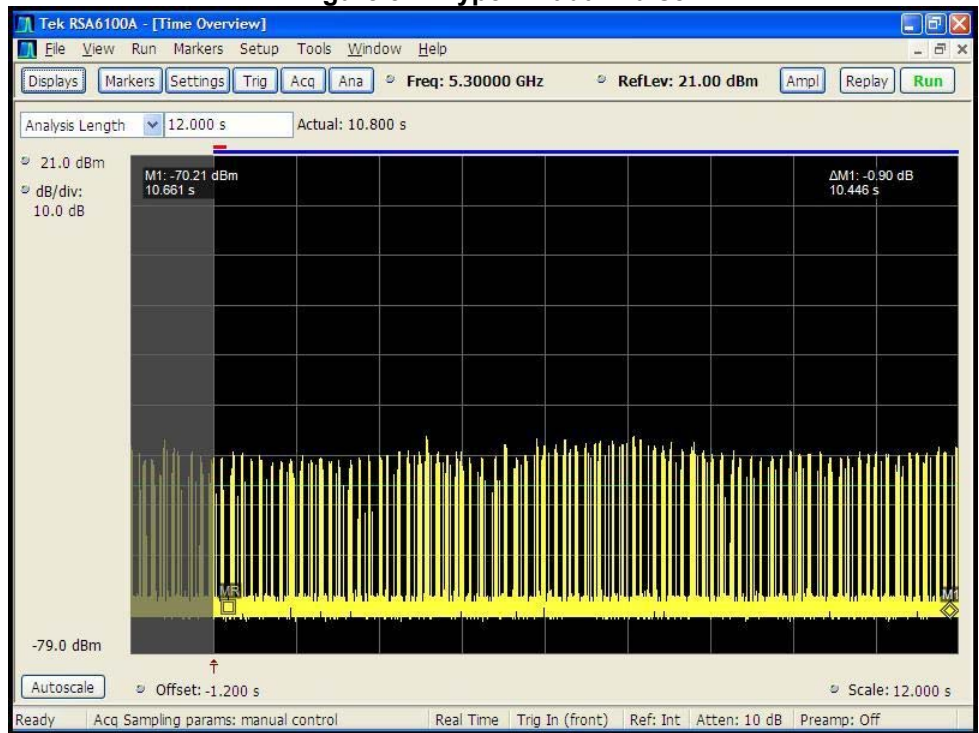 Tek RSA6100A - [Time Overview]
File View Run Markers Setup Tools Window Help
Displays Markers Settings Trig Acq Ana Freq: 5.30000 GHz RefLev: 21.00 dBm Ampl Replay Run
Analysis Length 12.000 s Actual: 10.800 s
21.0 dBm
dB/div:
10.0 dB
M1: -70.21 dBm
10.661 s
ΔM1: -0.90 dB
10.446 s
MR
M1
-79.0 dBm
Autoscale Offset: -1.200 s Scale: 12.000 s
Ready Acq Sampling params: manual control Real Time Trig In (front) Ref: Int Atten: 10 dB Preamp: Off